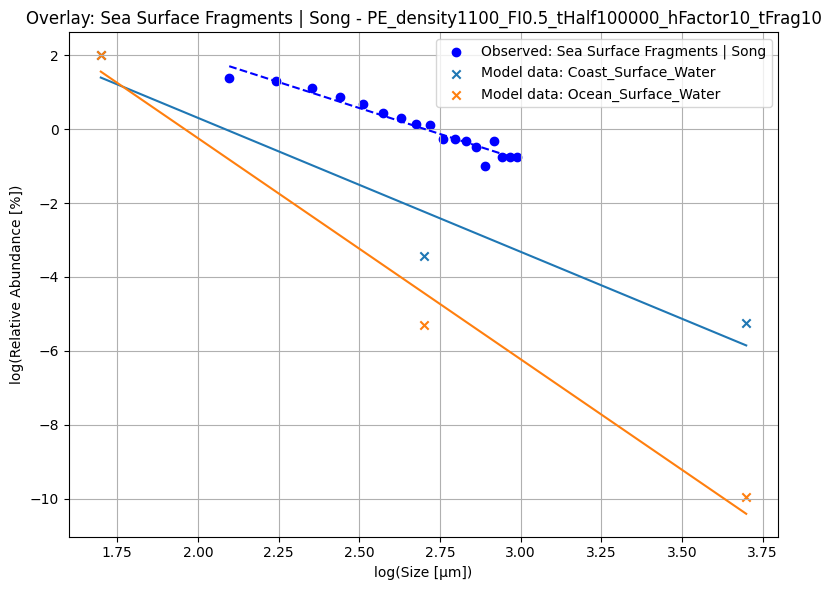 Overlay: Sea Surface Fragments | Song - PE_density1100_FI0.5_tHalf100000_hFactor10_tFrag10
Observed: Sea Surface Fragments | Song
Model data: Coast_Surface_Water
Model data: Ocean_Surface_Water
log(Relative Abundance [%])
2
0
−2
−4
−6
−8
−10
1.75 2.00 2.25 2.50 2.75 3.00 3.25 3.50 3.75
log(Size [μm])